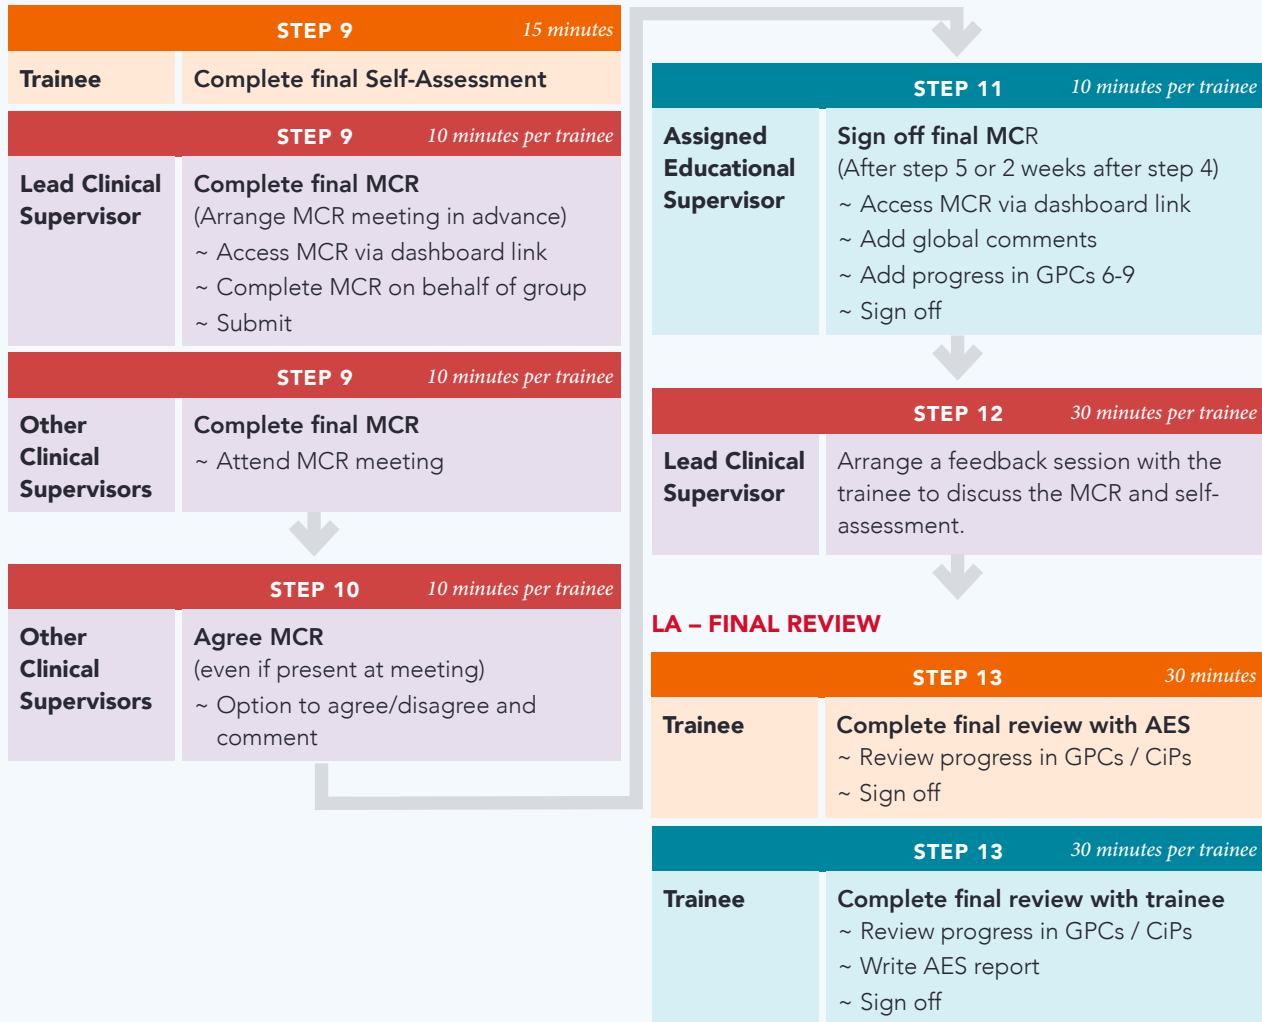 STEP 9 15 minutes
Trainee
Complete final Self-Assessment
STEP 9 10 minutes per trainee
Lead Clinical
Supervisor
Complete final MCR
(Arrange MCR meeting in advance)
~ Access MCR via dashboard link
~ Complete MCR on behalf of group
~ Submit
STEP 9 10 minutes per trainee
Other
Clinical
Supervisors
Complete final MCR
~ Attend MCR meeting
STEP 10 10 minutes per trainee
Other
Clinical
Supervisors
Agree MCR
(even if present at meeting)
~ Option to agree/disagree and
comment
STEP 11 10 minutes per trainee
Assigned
Educational
Supervisor
Sign off final MCR
(After step 5 or 2 weeks after step 4)
~ Access MCR via dashboard link
~ Add global comments
~ Add progress in GPCs 6-9
~ Sign off
STEP 12 30 minutes per trainee
Lead Clinical
Supervisor
Arrange a feedback session with the
trainee to discuss the MCR and self-
assessment.
LA – FINAL REVIEW
STEP 13 30 minutes
Trainee
Complete final review with AES
~ Review progress in GPCs / CiPs
~ Sign off
STEP 13 30 minutes per trainee
Trainee
Complete final review with trainee
~ Review progress in GPCs / CiPs
~ Write AES report
~ Sign off